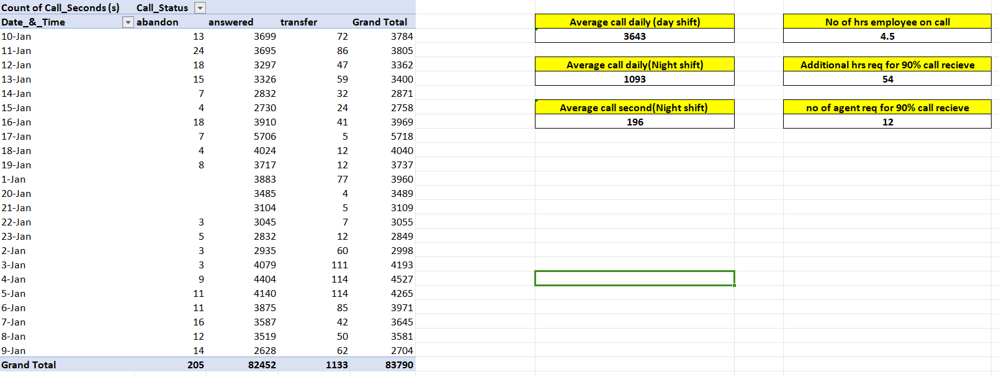 Count of Call_Seconds (s) Call_Status
Date_&_Time abandon answered transfer Grand Total
10-Jan 13 3699 72 3784
11-Jan 24 3695 86 3805
12-Jan 18 3297 47 3362
13-Jan 15 3326 59 3400
14-Jan 7 2832 32 2871
15-Jan 4 2730 24 2758
16-Jan 18 3910 41 3969
17-Jan 7 5706 5 5718
18-Jan 4 4024 12 4040
19-Jan 8 3717 12 3737
1-Jan 3883 77 3960
20-Jan 3485 4 3489
21-Jan 3104 5 3109
22-Jan 3 3045 7 3055
23-Jan 5 2832 12 2849
2-Jan 3 2935 60 2998
3-Jan 3 4079 111 4193
4-Jan 9 4404 114 4527
5-Jan 11 4140 114 4265
6-Jan 11 3875 85 3971
7-Jan 16 3587 42 3645
8-Jan 12 3519 50 3581
9-Jan 14 2628 62 2704
Grand Total 205 82452 1133 83790
Average call daily (day shift)
3643
Average call daily(Night shift)
1093
Average call second(Night shift)
196
No of hrs employee on call
4.5
Additional hrs req for 90% call recieve
54
no of agent req for 90% call recieve
12